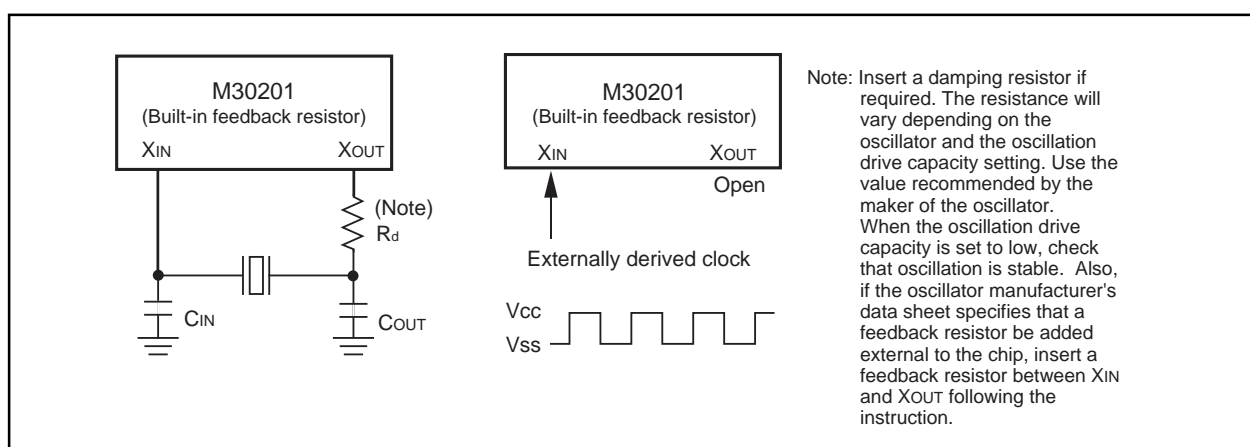 M30201
(Built-in feedback resistor)
XIN XOUT
(Note)
Rd
CIN
COUT
M30201
(Built-in feedback resistor)
XIN XOUT
Open
Externally derived clock
Vcc
Vss
Note: Insert a damping resistor if
required. The resistance will
vary depending on the
oscillator and the oscillation
drive capacity setting. Use the
value recommended by the
maker of the oscillator.
When the oscillation drive
capacity is set to low, check
that oscillation is stable. Also,
if the oscillator manufacturer's
data sheet specifies that a
feedback resistor be added
external to the chip, insert a
feedback resistor between XIN
and XOUT following the
instruction.